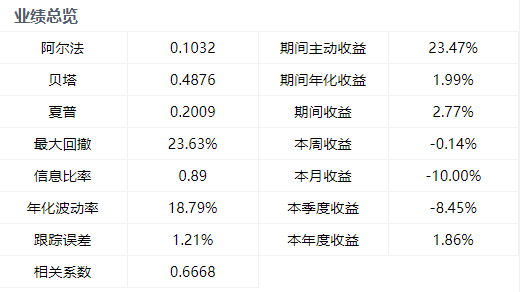 业绩总览
阿尔法 0.1032 期间主动收益 23.47%
贝塔 0.4876 期间年化收益 1.99%
夏普 0.2009 期间收益 2.77%
最大回撤 23.63% 本周收益 -0.14%
信息比率 0.89 本月收益 -10.00%
年化波动率 18.79% 本季度收益 -8.45%
跟踪误差 1.21% 本年度收益 1.86%
相关系数 0.6668